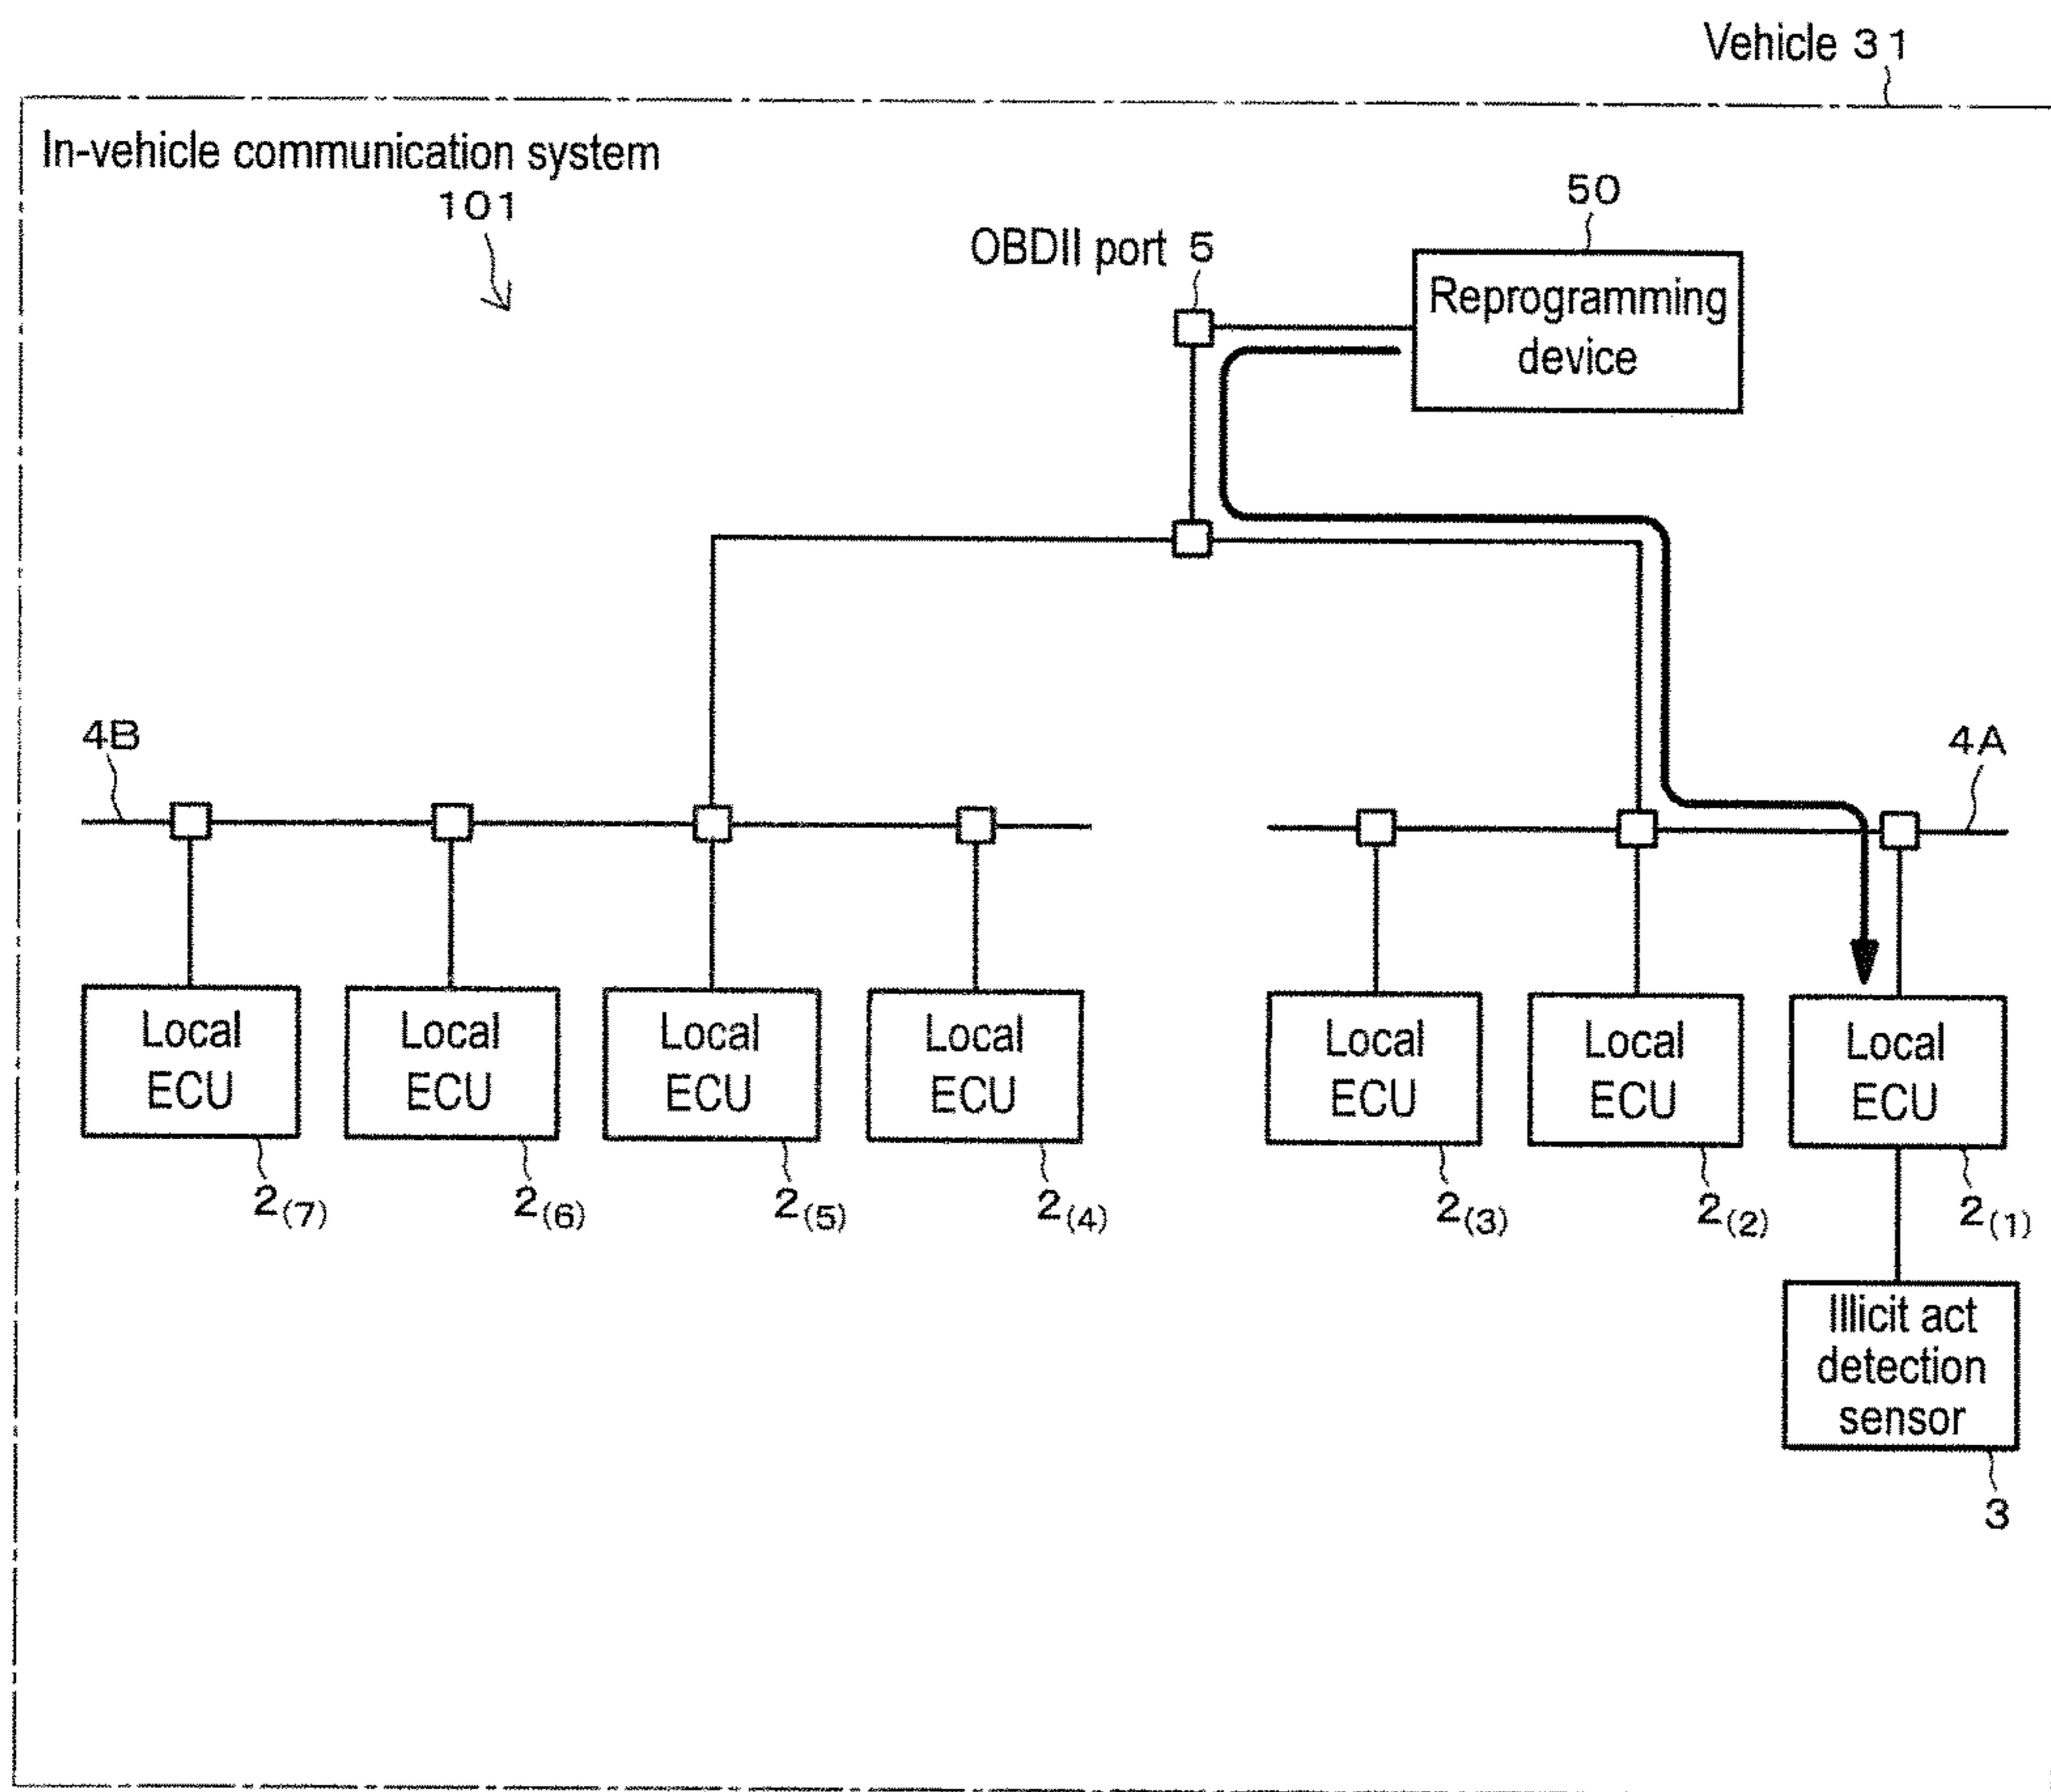 Vehicle 31
In-vehicle communication system
101
50
OBDII port 5
Reprogramming
device
4B
4A
Local
ECU
Local
ECU
Local
ECU
Local
ECU
Local
ECU
Local
ECU
Local
ECU
2(7)
2(6)
2(5)
2(4)
2(3)
2(2)
2(1)
Illicit act
detection
sensor
3